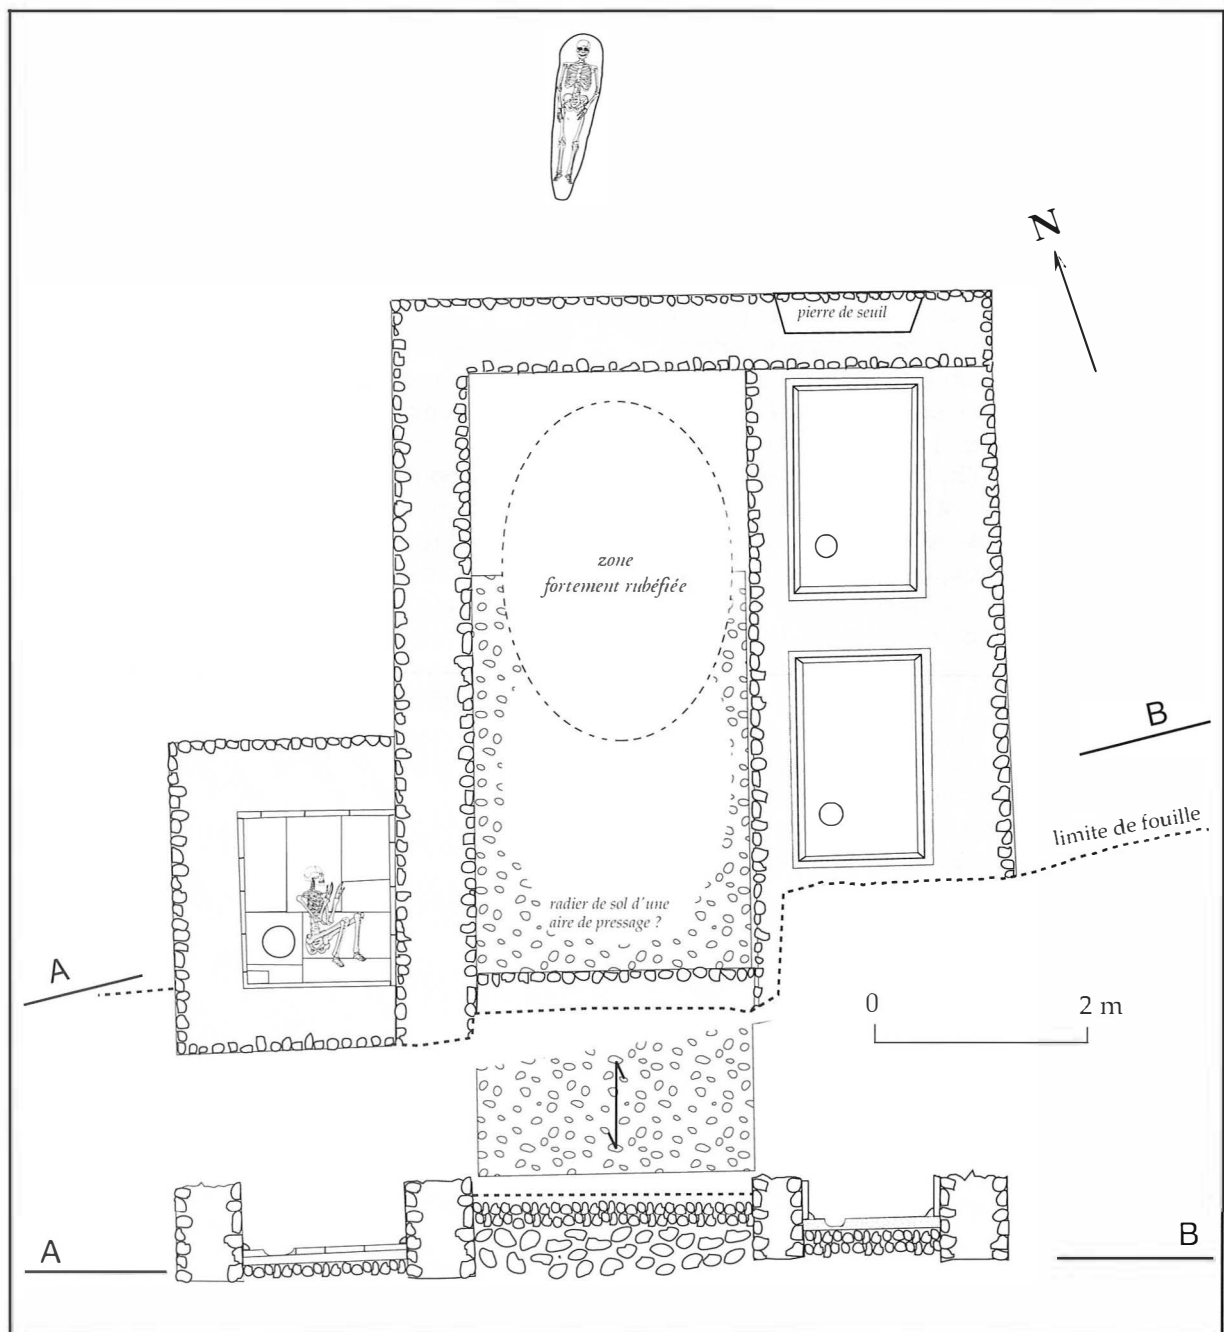 N
pierre de seuil
zone
fortement rubéfiée
B
limite de fouille
radier de sol d'une
aire de pressage ?
A
0 2 m
A
B